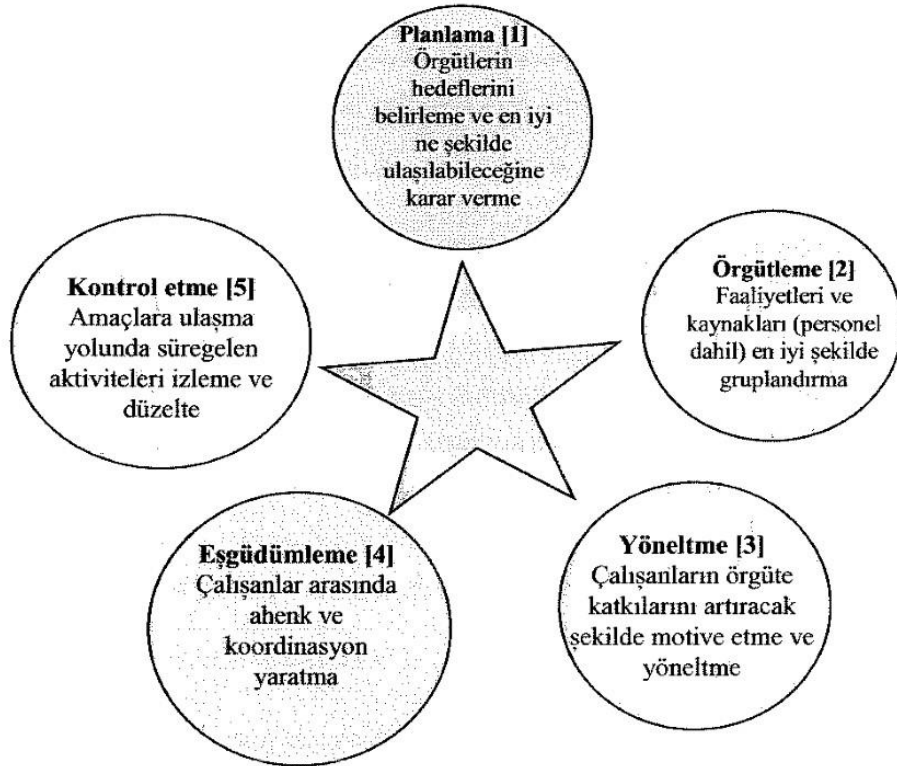 Planlama [1]
Örgütlerin
hedeflerini
belirleme ve en iyi
ne şekilde
ulaşılabileceğine
karar verme
Örgütleme [2]
Faaliyetleri ve
kaynakları (personel
dahil) en iyi şekilde
gruplandırma
Yöneltme [3]
Çalışanların örgüte
katkılarını artıracak
şekilde motive etme ve
yöneltme
Eşgüdümleme [4]
Çalışanlar arasında
ahenk ve
koordinasyon
yaratma
Kontrol etme [5]
Amaçlara ulaşma
yolunda süregelen
aktiviteleri izleme ve
düzelte